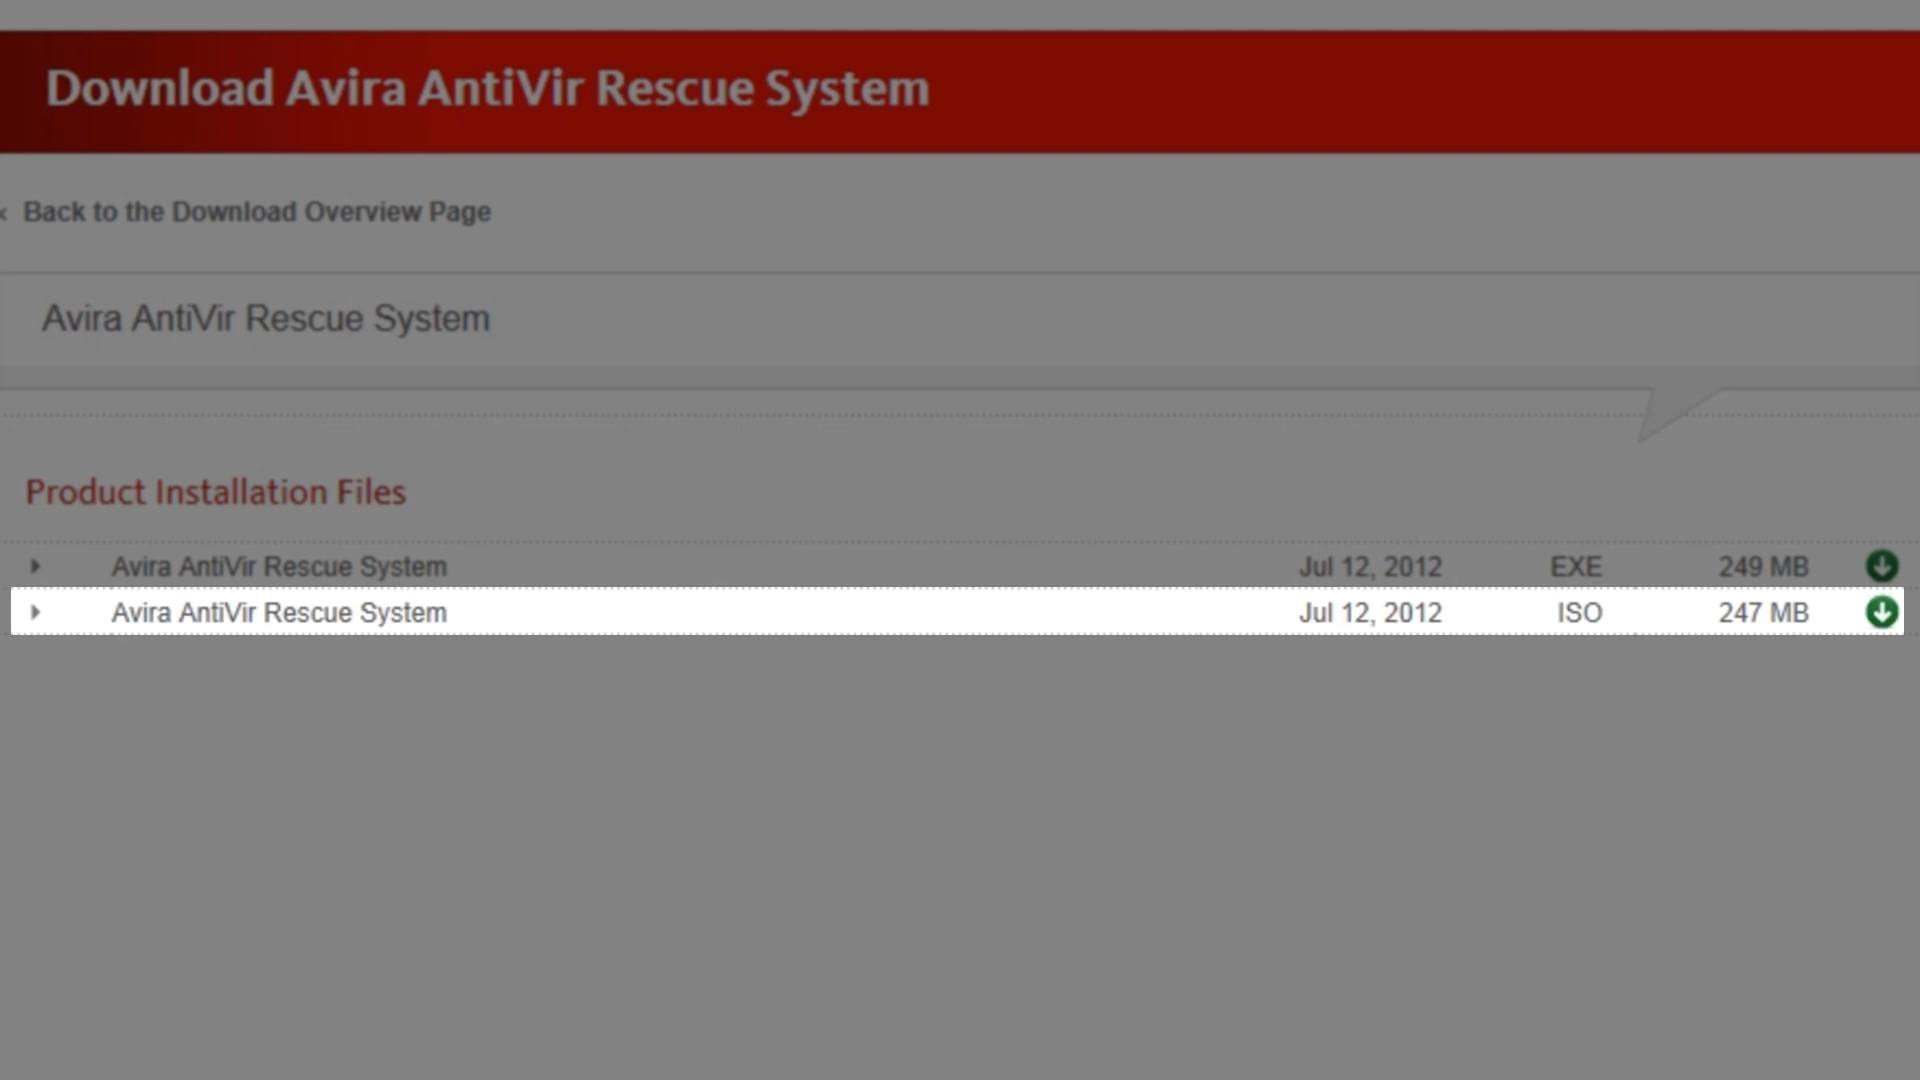 Download Avira AntiVir Rescue System
‹ Back to the Download Overview Page
Avira AntiVir Rescue System
Product Installation Files
Avira AntiVir Rescue System Jul 12, 2012 EXE 249 MB
Avira AntiVir Rescue System Jul 12, 2012 ISO 247 MB